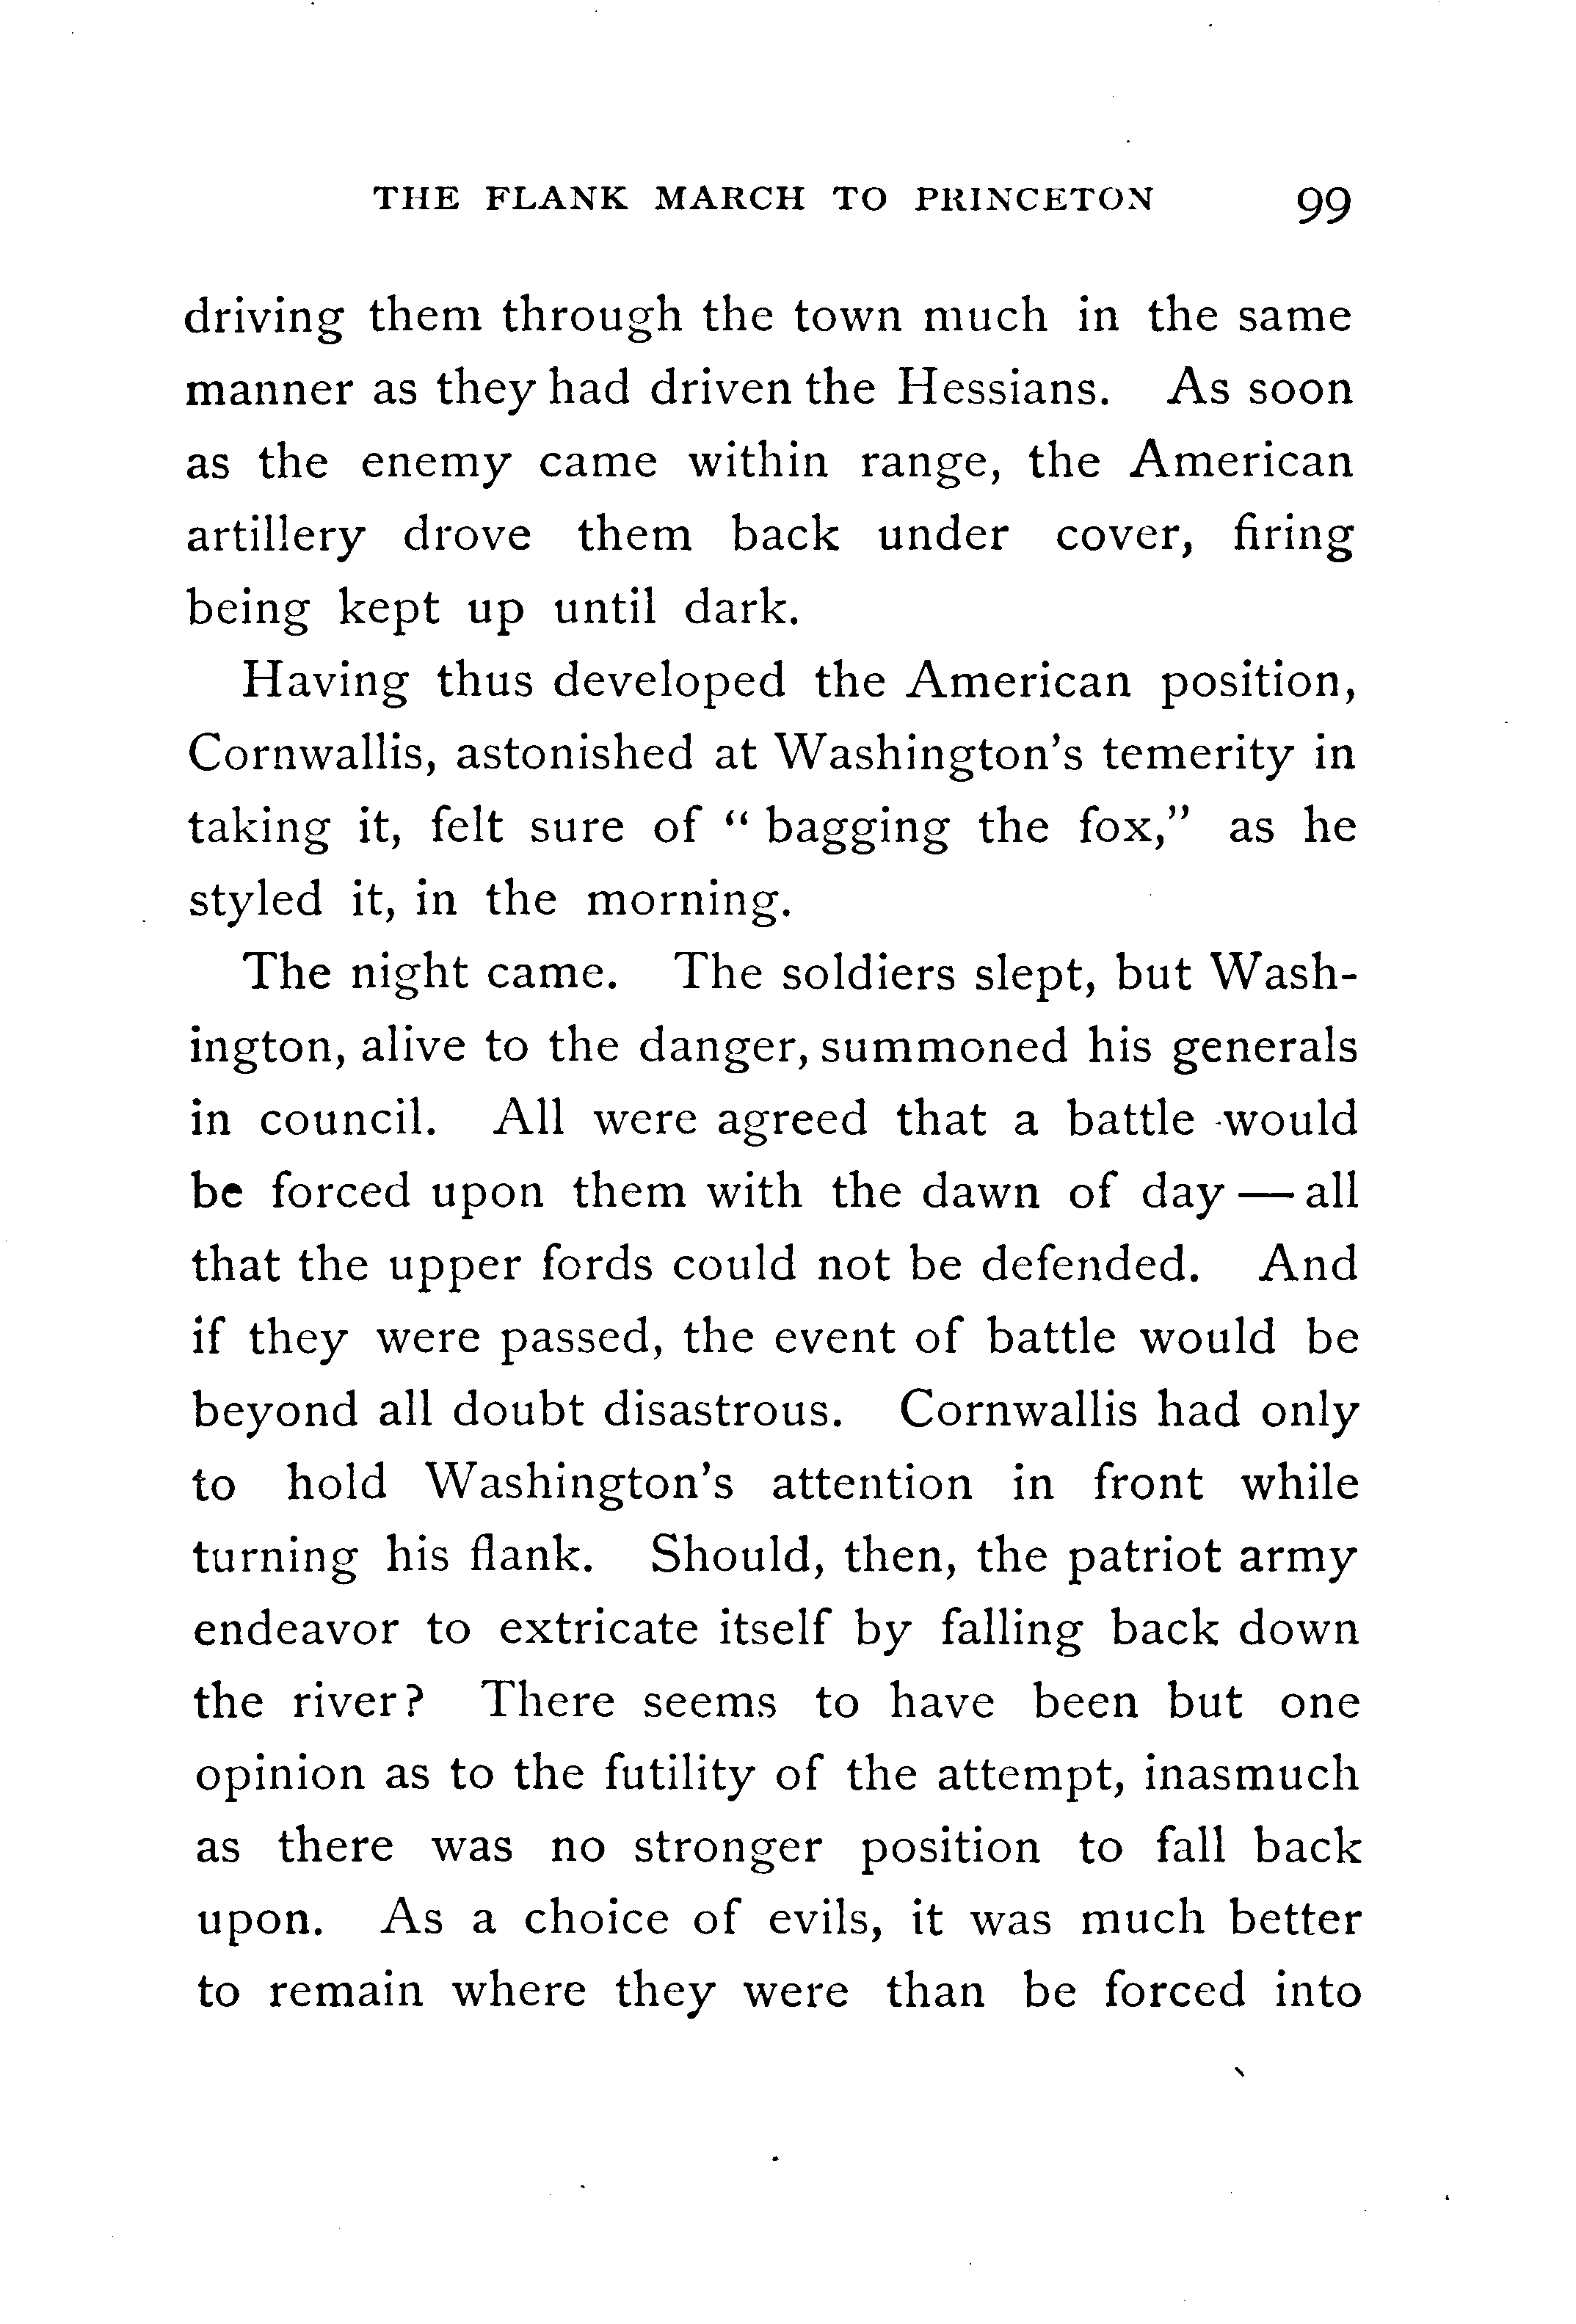 THE FLANK MARCH TO PRINCETON 99
driving them through the town much in the same
manner as they had driven the Hessians. As soon
as the enemy came within range, the American
artillery drove them back under cover, firing
being kept up until dark.
Having thus developed the American position,
Cornwallis, astonished at Washington's temerity in
taking it, felt sure of “ bagging the fox,” as he
styled it, in the morning.
The night came. The soldiers slept, but Wash-
ington, alive to the danger, summoned his generals
in council. All were agreed that a battle would
be forced upon them with the dawn of day — all
that the upper fords could not be defended. And
if they were passed, the event of battle would be
beyond all doubt disastrous. Cornwallis had only
to hold Washington's attention in front while
turning his flank. Should, then, the patriot army
endeavor to extricate itself by falling back down
the river? There seems to have been but one
opinion as to the futility of the attempt, inasmuch
as there was no stronger position to fall back
upon. As a choice of evils, it was much better
to remain where they were than be forced into